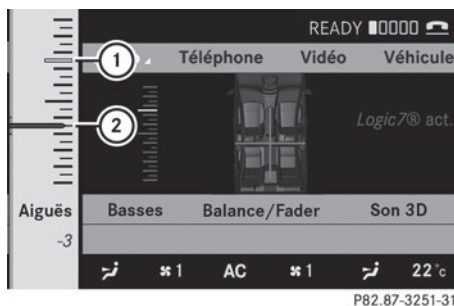 READY
1 Téléphone Vidéo Véhicule
2
Logic7® act.
Aiguës Basses Balance/Fader Son 3D
-3
1 AC 1 22°c
P82.87-3251-31